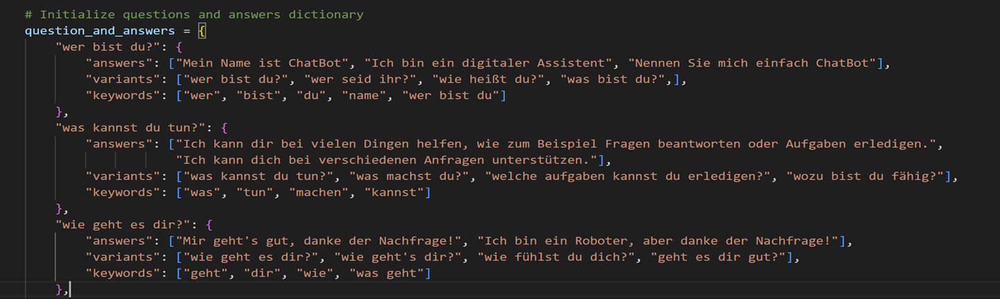 # Initialize questions and answers dictionary
question_and_answers = {
"wer bist du?": {
"answers": ["Mein Name ist ChatBot", "Ich bin ein digitaler Assistent", "Nennen Sie mich einfach ChatBot"],
"variants": ["wer bist du?", "wer seid ihr?", "wie heißt du?", "was bist du?",],
"keywords": ["wer", "bist", "du", "name", "wer bist du"]
},
"was kannst du tun?": {
"answers": ["Ich kann dir bei vielen Dingen helfen, wie zum Beispiel Fragen beantworten oder Aufgaben erledigen.",
"Ich kann dich bei verschiedenen Anfragen unterstützen."],
"variants": ["was kannst du tun?", "was machst du?", "welche aufgaben kannst du erledigen?", "wozu bist du fähig?"],
"keywords": ["was", "tun", "machen", "kannst"]
},
"wie geht es dir?": {
"answers": ["Mir geht's gut, danke der Nachfrage!", "Ich bin ein Roboter, aber danke der Nachfrage!"],
"variants": ["wie geht es dir?", "wie geht's dir?", "wie fühlst du dich?", "geht es dir gut?"],
"keywords": ["geht", "dir", "wie", "was geht"]
},